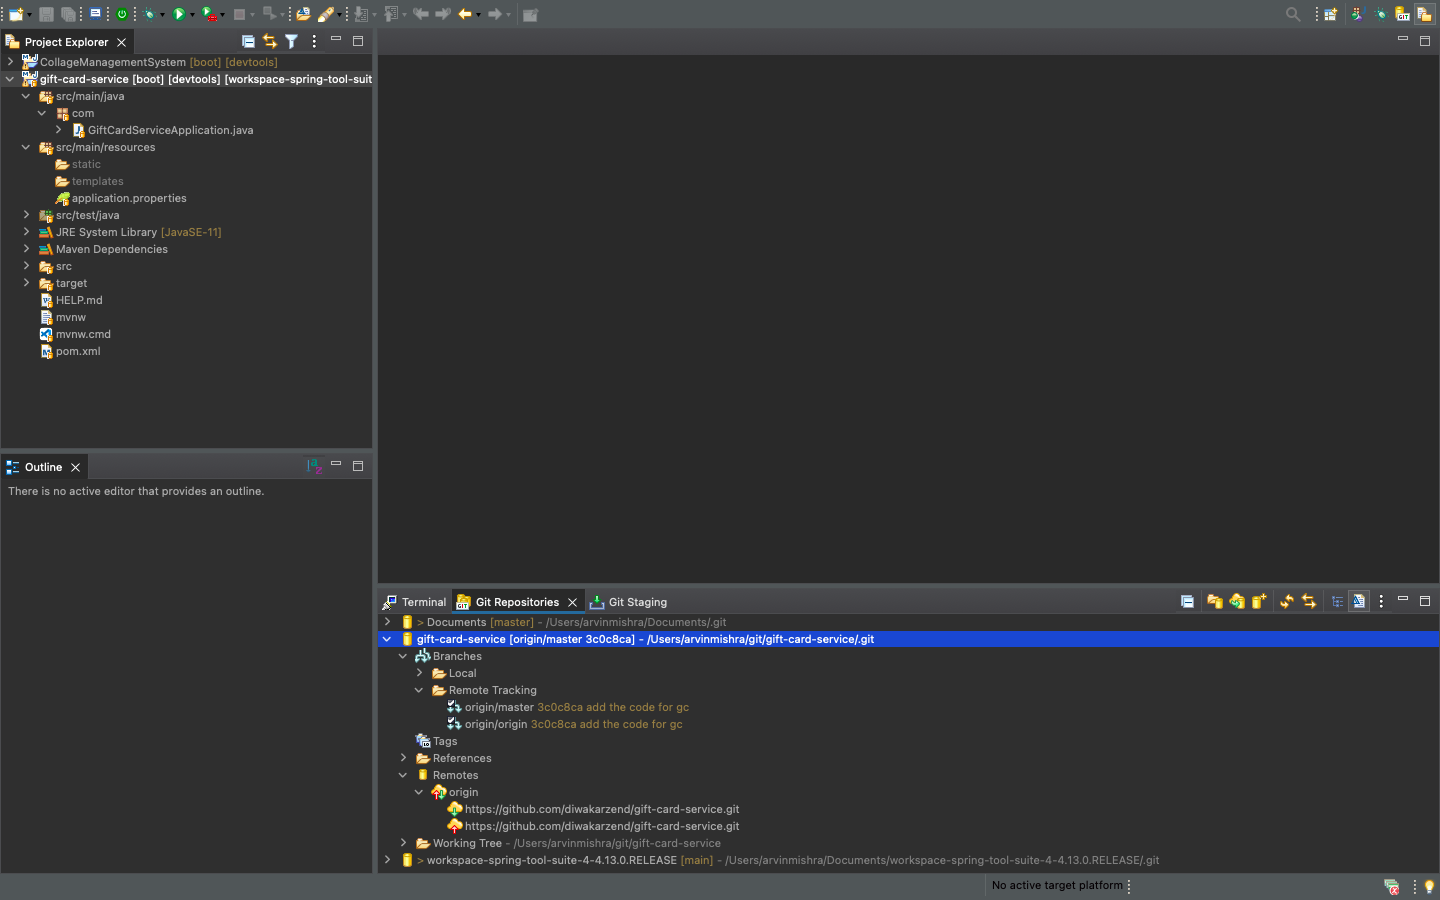 Project Explorer
CollageManagementSystem [boot] [devtools]
gift-card-service [boot] [devtools] [workspace-spring-tool-suit
src/main/java
com
GiftCardServiceApplication.java
src/main/resources
static
templates
application.properties
src/test/java
JRE System Library [JavaSE-11]
Maven Dependencies
src
target
HELP.md
mvnw
mvnw.cmd
pom.xml
Outline
There is no active editor that provides an outline.
Terminal Git Repositories Git Staging
> Documents [master] - /Users/arvinmishra/Documents/.git
gift-card-service [origin/master 3c0c8ca] - /Users/arvinmishra/git/gift-card-service/.git
Branches
Local
Remote Tracking
origin/master 3c0c8ca add the code for gc
origin/origin 3c0c8ca add the code for gc
Tags
References
Remotes
origin
https://github.com/diwakarzend/gift-card-service.git
https://github.com/diwakarzend/gift-card-service.git
Working Tree - /Users/arvinmishra/git/gift-card-service
> workspace-spring-tool-suite-4-4.13.0.RELEASE [main] - /Users/arvinmishra/Documents/workspace-spring-tool-suite-4-4.13.0.RELEASE/.git
No active target platform